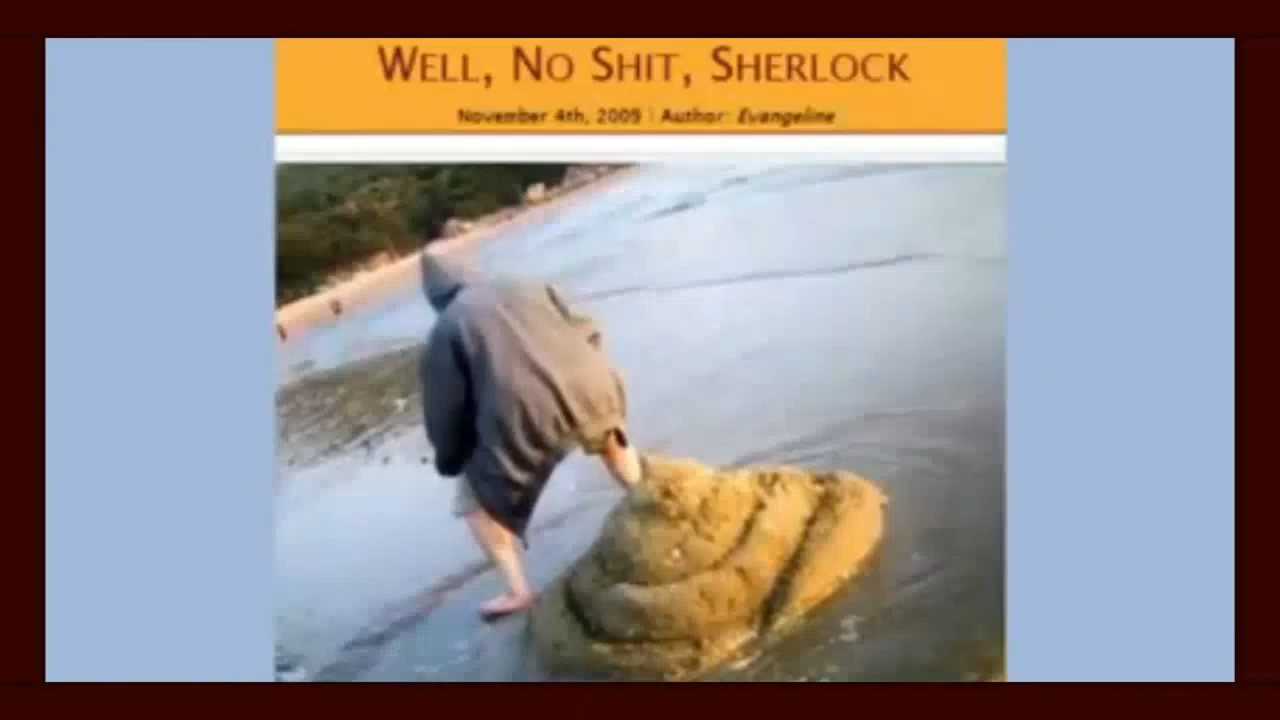 WELL, NO SHIT, SHERLOCK
November 4th, 2009 | Author: Evangeline